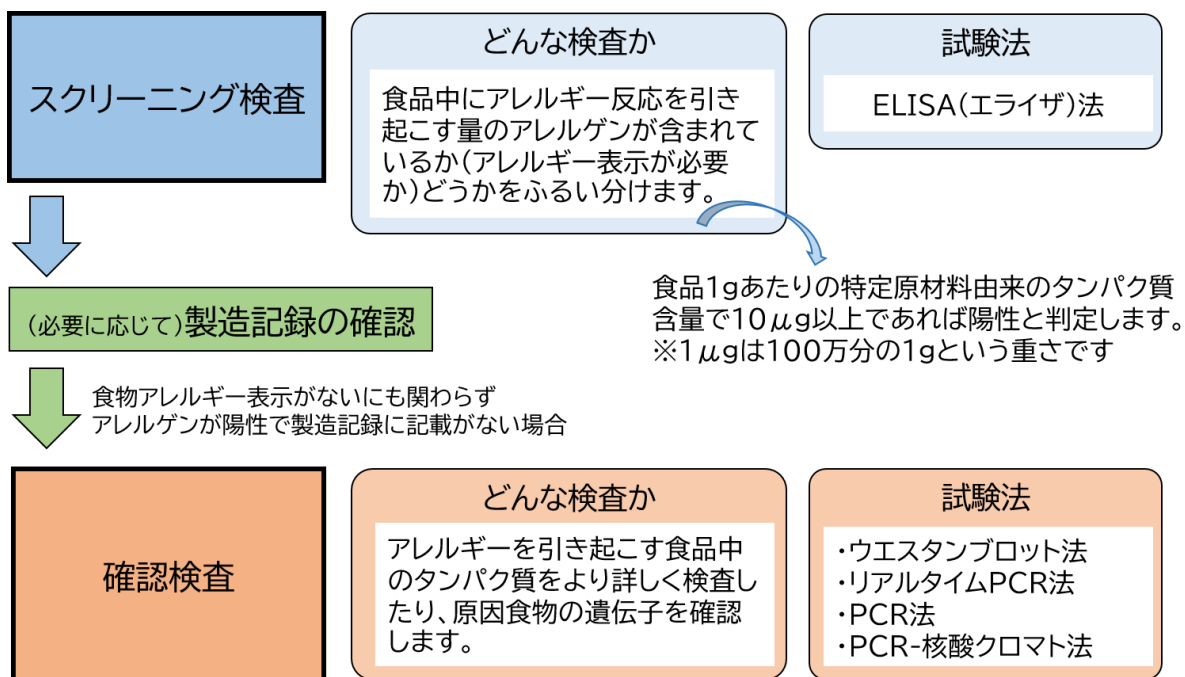 スクリーニング検査
どんな検査か
食品中にアレルギー反応を引き
起こす量のアレルゲンが含まれて
いるか(アレルギー表示が必要
か)どうかをふるい分けます。
試験法
ELISA(エライザ)法
食品1gあたりの特定原材料由来のタンパク質
含量で10μg以上であれば陽性と判定します。
※1μgは100万分の1gという重さです
(必要に応じて)製造記録の確認
食物アレルギー表示がないにも関わらず
アレルゲンが陽性で製造記録に記載がない場合
確認検査
どんな検査か
アレルギーを引き起こす食品中
のタンパク質をより詳しく検査し
たり、原因食物の遺伝子を確認
します。
試験法
・ウエスタンブロット法
・リアルタイムPCR法
・PCR法
・PCR-核酸クロマト法